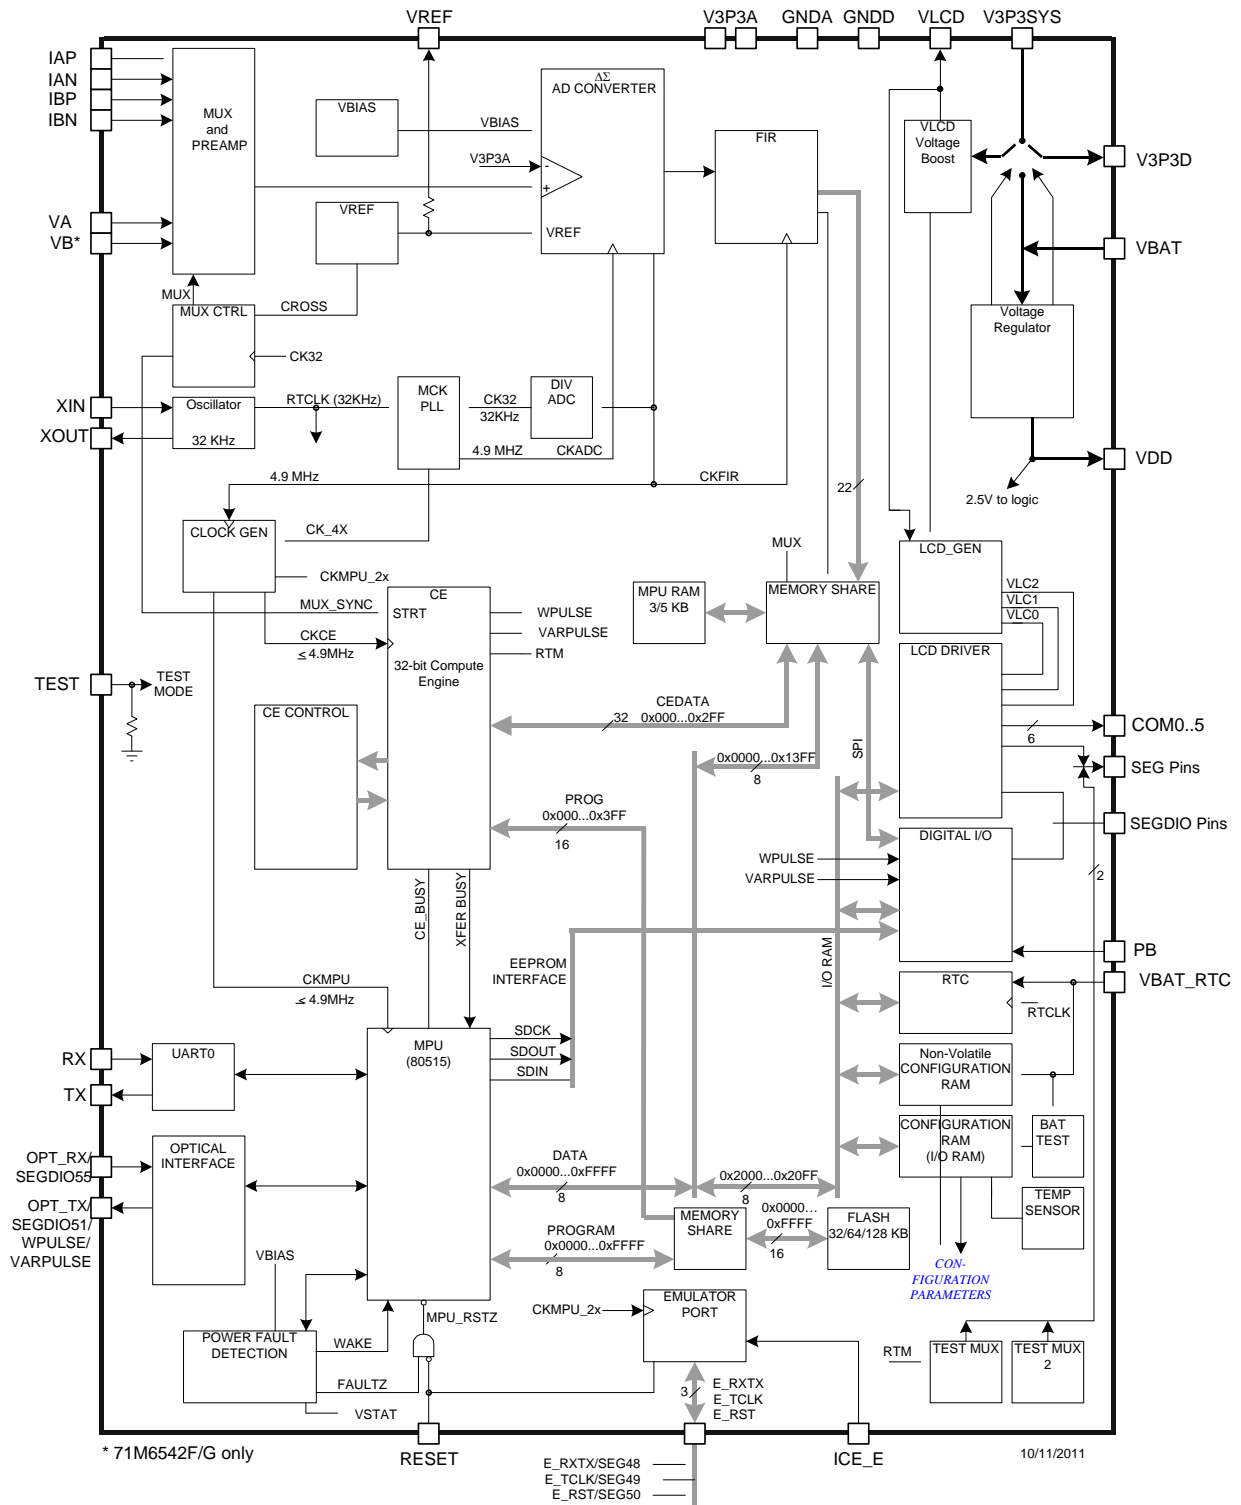 VREF
V3P3A
GNDA
GNDD
VLCD
V3P3SYS
IAP
IAN
IBP
IBN
VA
VB*
MUX
and
PREAMP
VBIAS
VBIAS
V3P3A
ΔΣ
AD CONVERTER
-
+
VREF
VREF
FIR
VLCD
Voltage
Boost
V3P3D
VBAT
Voltage
Regulator
MUX
MUX CTRL
CROSS
CK32
XIN
XOUT
Oscillator
32 KHz
RTCLK (32KHz)
MCK
PLL
CK32
32KHz
DIV
ADC
4.9 MHZ
CKADC
4.9 MHz
CKFIR
VDD
2.5V to logic
22
CLOCK GEN
CK_4X
CKMPU_2x
MUX_SYNC
CKCE
≤ 4.9MHz
CE
STRT
32-bit Compute
Engine
WPULSE
VARPULSE
RTM
MUX
MPU RAM
3/5 KB
MEMORY SHARE
LCD_GEN
VLC2
VLC1
VLC0
LCD DRIVER
TEST
TEST
MODE
CE CONTROL
CEDATA
32 0x000...0x2FF
0x0000...0x13FF
8
SPI
6
COM0..5
SEG Pins
SEGDIO Pins
PROG
0x000...0x3FF
16
DIGITAL I/O
WPULSE
VARPULSE
2
CE_BUSY
XFER BUSY
EEPROM
INTERFACE
I/O RAM
PB
VBAT_RTC
CKMPU
≤ 4.9MHz
RTC
RTCLK
RX
TX
UART0
MPU
(80515)
SDCK
SDOUT
SDIN
Non-Volatile
CONFIGURATION
RAM
CONFIGURATION
RAM
(I/O RAM)
BAT
TEST
OPT_RX/
SEGDIO55
OPT_TX/
SEGDIO51/
WPULSE/
VARPULSE
OPTICAL
INTERFACE
DATA
0x0000...0xFFFF
8
0x2000...0x20FF
8
TEMP
SENSOR
PROGRAM
0x0000...0xFFFF
8
MEMORY
SHARE
0x0000...
0xFFFF
16
FLASH
32/64/128 KB
CON-
FIGURATION
PARAMETERS
VBIAS
MPU_RSTZ
CKMPU_2x
EMULATOR
PORT
POWER FAULT
DETECTION
WAKE
FAULTZ
VSTAT
RTM
TEST MUX
TEST MUX
2
3
E_RXTX
E_TCLK
E_RST
* 71M6542F/G only
RESET
ICE_E
10/11/2011
E_RXTX/SEG48
E_TCLK/SEG49
E_RST/SEG50